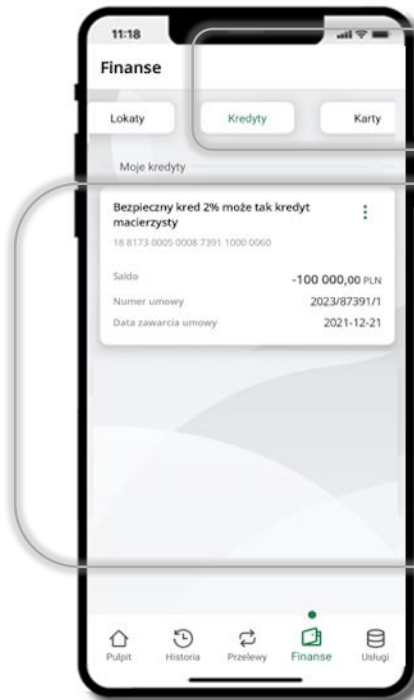 11:18
Finanse
Lokaty Kredyty Karty
Moje kredyty
Bezpieczny kred 2% może tak kredyt
macierzysty
18 8173 0005 0008 7391 1000 0060
Saldo -100 000,00 PLN
Numer umowy 2023/87391/1
Data zawarcia umowy 2021-12-21
Pulpit Historia Przelewy Finanse Usługi